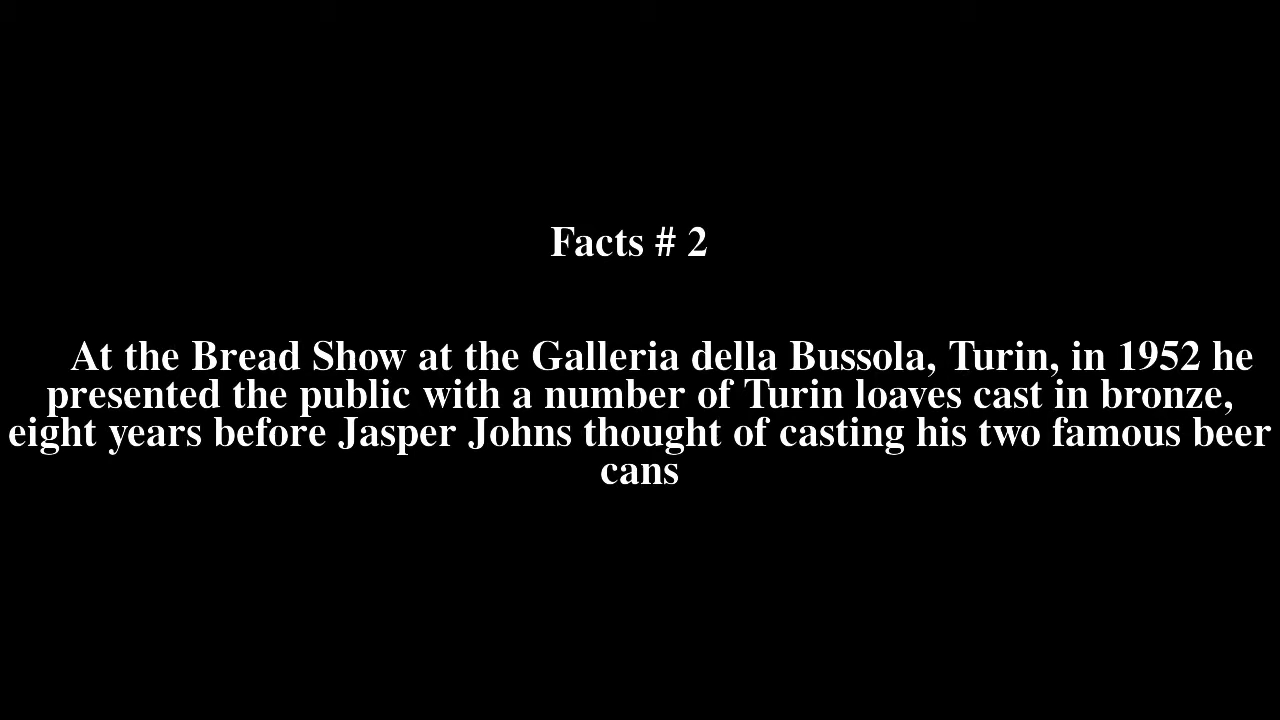 Facts # 2
At the Bread Show at the Galleria della Bussola, Turin, in 1952 he
presented the public with a number of Turin loaves cast in bronze,
eight years before Jasper Johns thought of casting his two famous beer
cans